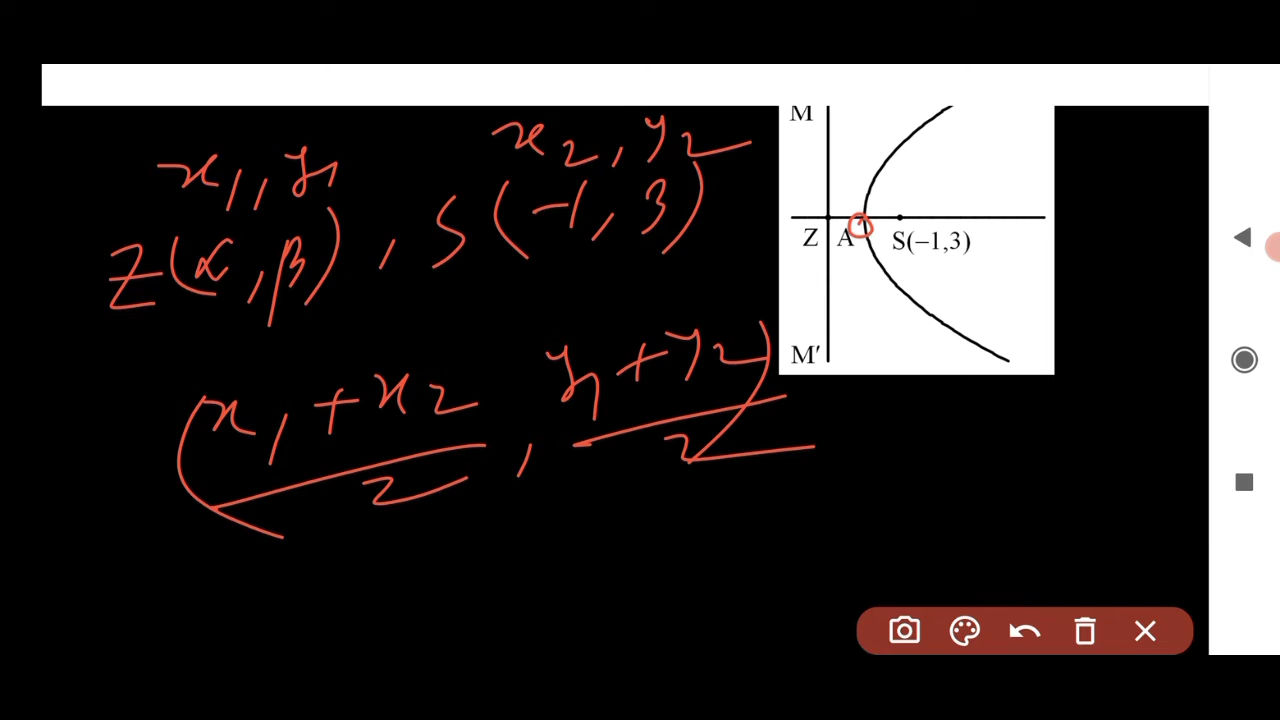 x₁, y₁ x₂, y₂
Z(α, β), S(-1, 3)
(x₁ + x₂ / 2, y₁ + y₂ / 2)
M
Z A S(−1,3)
M′